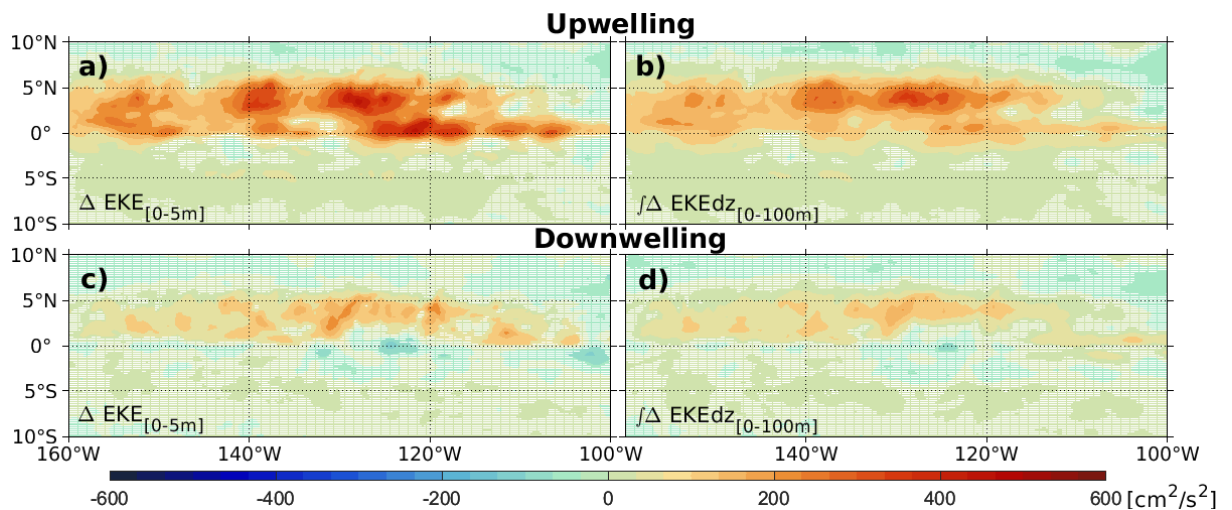 Upwelling
10°N
5°N
0°
5°S
10°S
a)
Δ EKE[0-5m]
b)
∫Δ EKEdz[0-100m]
Downwelling
10°N
5°N
0°
5°S
10°S
c)
Δ EKE[0-5m]
d)
∫Δ EKEdz[0-100m]
160°W 140°W 120°W 100°W 140°W 120°W 100°W
-600 -400 -200 0 200 400 600 [cm²/s²]